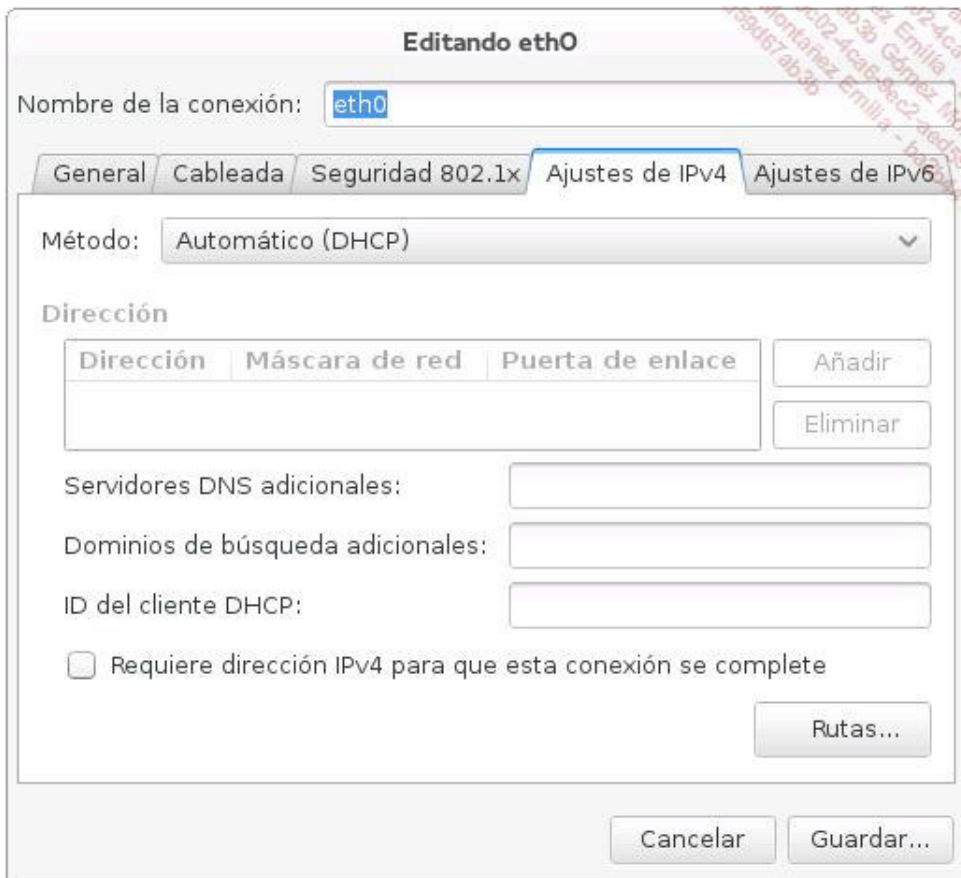 Editando eth0
Nombre de la conexión: eth0
General Cableada Seguridad 802.1x Ajustes de IPv4 Ajustes de IPv6
Método: Automático (DHCP)
Dirección
Dirección Máscara de red Puerta de enlace
Añadir
Eliminar
Servidores DNS adicionales:
Dominios de búsqueda adicionales:
ID del cliente DHCP:
Requiere dirección IPv4 para que esta conexión se complete
Rutas...
Cancelar Guardar...